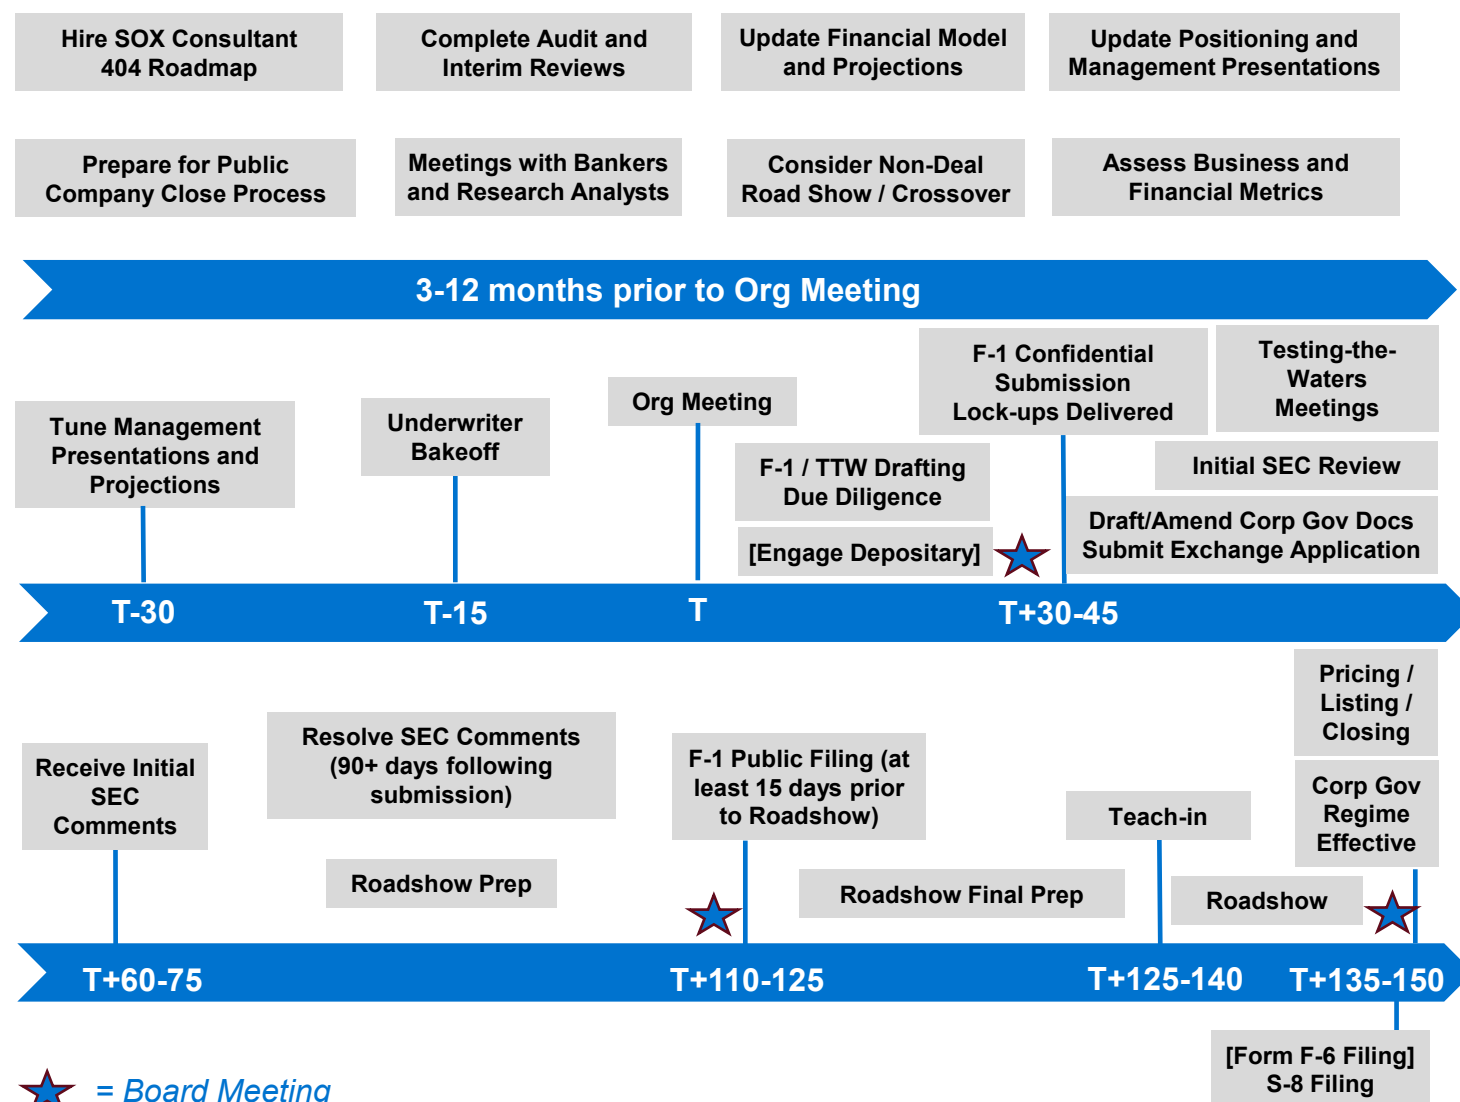 Hire SOX Consultant
404 Roadmap
Complete Audit and
Interim Reviews
Update Financial Model
and Projections
Update Positioning and
Management Presentations
Prepare for Public
Company Close Process
Meetings with Bankers
and Research Analysts
Consider Non-Deal
Road Show / Crossover
Assess Business and
Financial Metrics
3-12 months prior to Org Meeting
Tune Management
Presentations and
Projections
Underwriter
Bakeoff
Org Meeting
F-1 / TTW Drafting
Due Diligence
[Engage Depositary]
F-1 Confidential
Submission
Lock-ups Delivered
Testing-the-
Waters
Meetings
Initial SEC Review
Draft/Amend Corp Gov Docs
Submit Exchange Application
T-30
T-15
T
T+30-45
Receive Initial
SEC
Comments
Resolve SEC Comments
(90+ days following
submission)
Roadshow Prep
F-1 Public Filing (at
least 15 days prior
to Roadshow)
Roadshow Final Prep
Teach-in
Roadshow
Pricing /
Listing /
Closing
Corp Gov
Regime
Effective
T+60-75
T+110-125
T+125-140
T+135-150
[Form F-6 Filing]
S-8 Filing
= Board Meeting